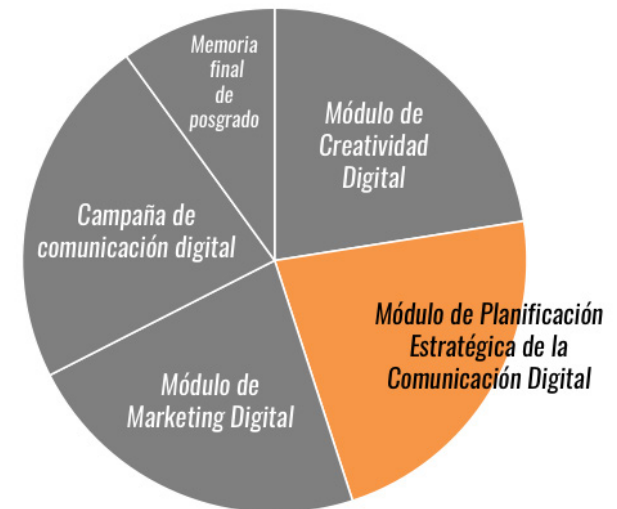 Memoria
final
de
posgrado
Módulo de
Creatividad
Digital
Campaña de
comunicación digital
Módulo de Planificación
Estratégica de la
Comunicación Digital
Módulo de
Marketing Digital